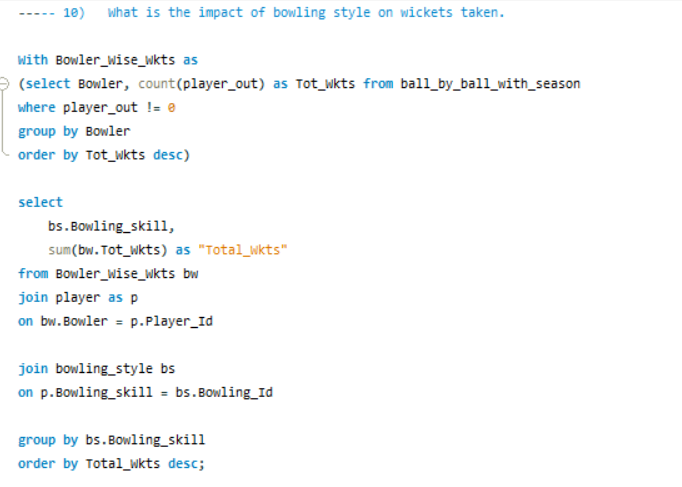 ----- 10)   What is the impact of bowling style on wickets taken.
With Bowler_Wise_Wkts as
(select Bowler, count(player_out) as Tot_Wkts from ball_by_ball_with_season
where player_out != 0
group by Bowler
order by Tot_Wkts desc)
select
bs.Bowling_skill,
sum(bw.Tot_Wkts) as "Total_Wkts"
from Bowler_Wise_Wkts bw
join player as p
on bw.Bowler = p.Player_Id
join bowling_style bs
on p.Bowling_skill = bs.Bowling_Id
group by bs.Bowling_skill
order by Total_Wkts desc;